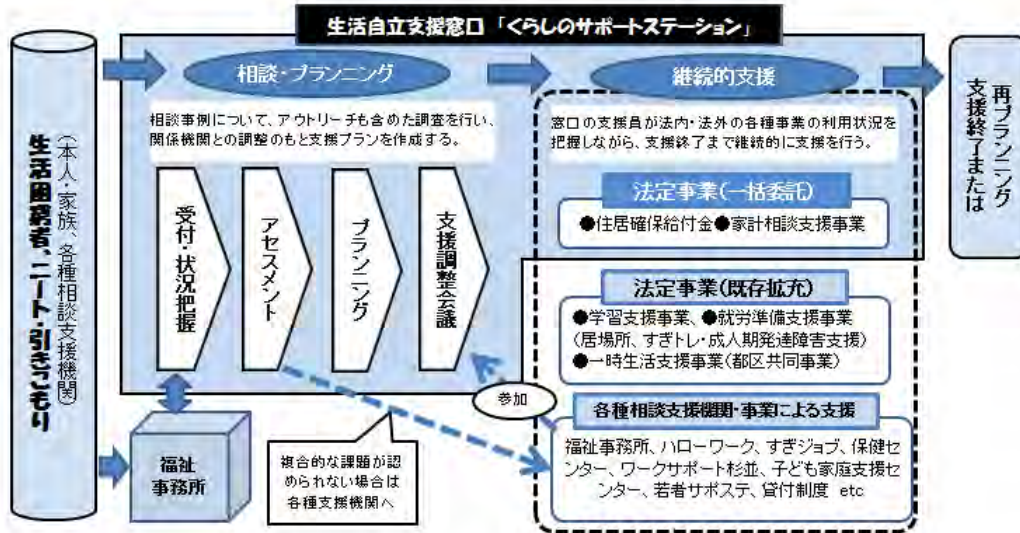 生活自立支援窓口「くらしのサポートステーション」
生活困窮者、ニート・引きこもり
(本人・家族、各種相談支援機関)
相談・プランニング
相談事例について、アウトリーチも含めた調査を行い、
関係機関との調整のもと支援プランを作成する。
受付・状況把握
アセスメント
プランニング
支援調整会議
継続的支援
窓口の支援員が法内・法外の各種事業の利用状況を
把握しながら、支援終了まで継続的に支援を行う。
法定事業(一括委託)
●住居確保給付金●家計相談支援事業
法定事業(既存拡充)
●学習支援事業、●就労準備支援事業
(居場所、すぎトレ・成人期発達障害支援)
●一時生活支援事業(都区共同事業)
参加
各種相談支援機関・事業による支援
福祉事務所、ハローワーク、すぎジョブ、保健セ
ンター、ワークサポート杉並、子ども家庭支援セ
ンター、若者サポステ、貸付制度 etc
支援終了または
再プランニング
福祉
事務所
複合的な課題が認
められない場合は
各種支援機関へ